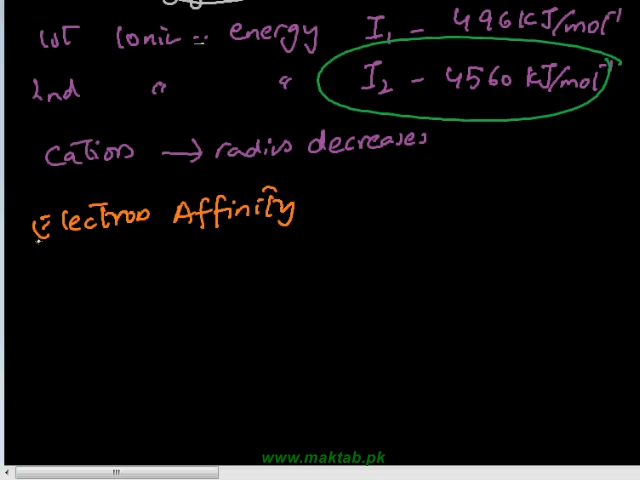 1st Ionic -- energy I₁ - 496 KJ/mol⁻¹
2nd " " I₂ - 4560 KJ/mol⁻¹
Cations → radius decreases
Electron Affinity
www.maktab.pk